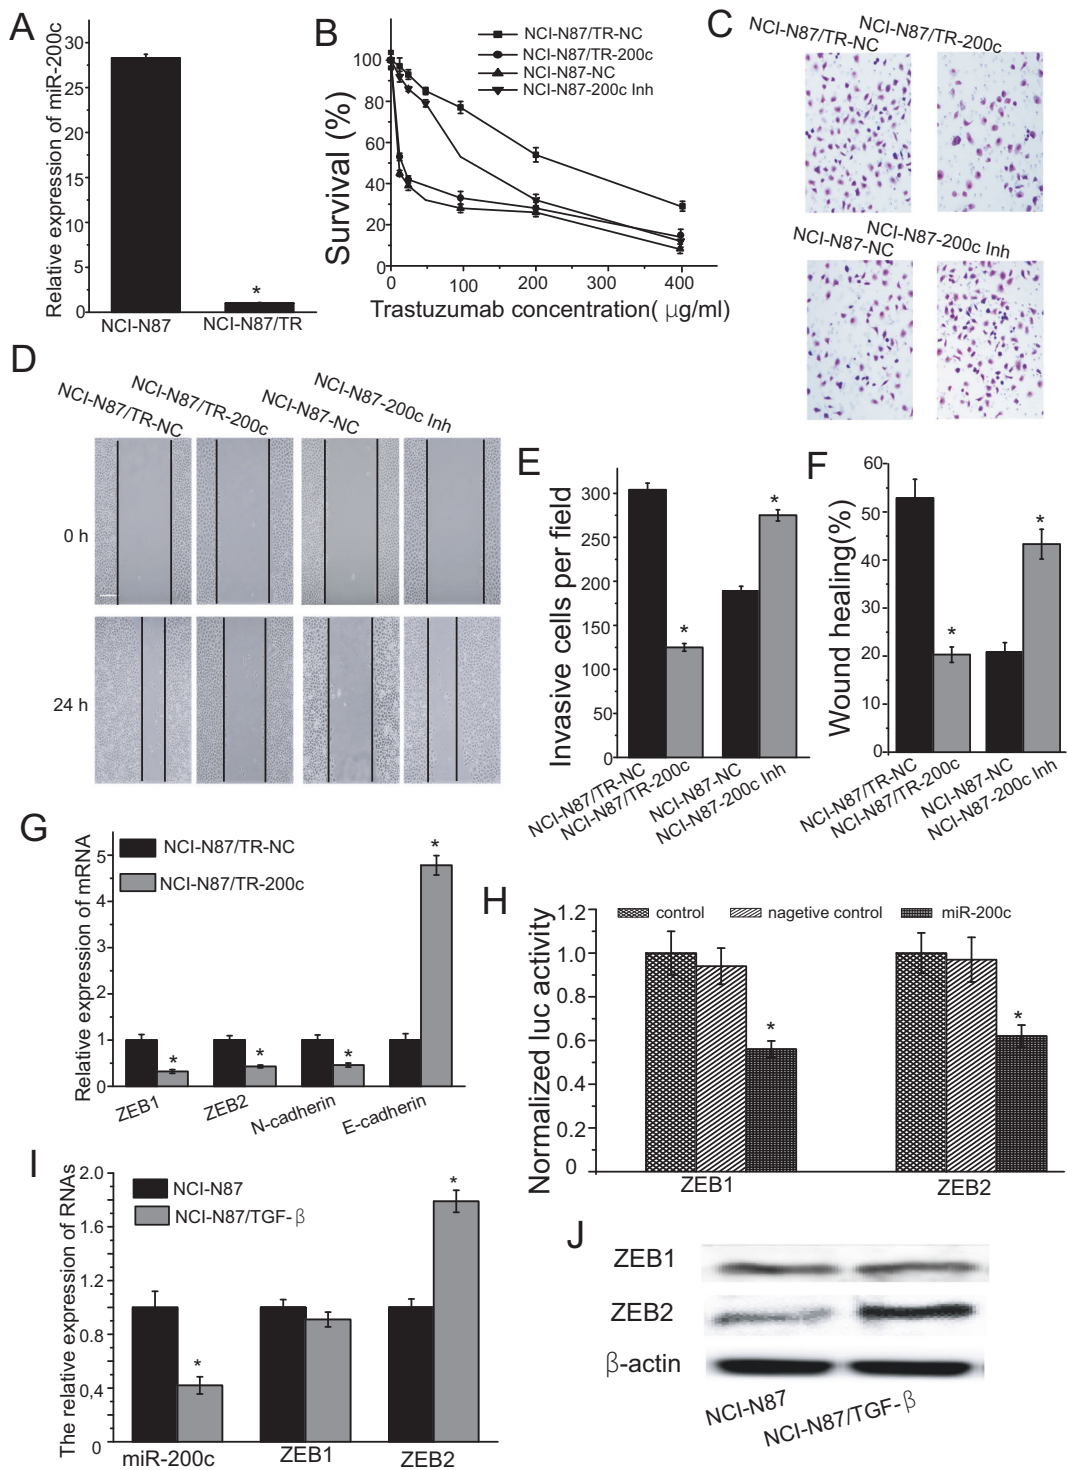 A
Relative expression of miR-200c
30
25
20
15
10
5
0
*
NCI-N87
NCI-N87/TR
B
NCI-N87/TR-NC
NCI-N87/TR-200c
NCI-N87-NC
NCI-N87-200c Inh
Survival (%)
100
80
60
40
20
0
0
100
200
300
400
Trastuzumab concentration( μg/ml)
C
NCI-N87/TR-NC
NCI-N87/TR-200c
NCI-N87-NC
NCI-N87-200c Inh
D
NCI-N87/TR-NC
NCI-N87/TR-200c
NCI-N87-NC
NCI-N87-200c Inh
0 h
24 h
E
Invasive cells per field
300
250
200
150
100
50
0
*
*
NCI-N87/TR-NC
NCI-N87/TR-200c
NCI-N87-NC
NCI-N87-200c Inh
F
Wound healing(%)
60
50
40
30
20
10
0
*
*
NCI-N87/TR-NC
NCI-N87/TR-200c
NCI-N87-NC
NCI-N87-200c Inh
G
Relative expression of mRNA
NCI-N87/TR-NC
NCI-N87/TR-200c
5
4
3
2
1
0
*
*
*
*
ZEB1
ZEB2
N-cadherin
E-cadherin
H
Normalized luc activity
control
nagetive control
miR-200c
1.2
1.0
0.8
0.6
0.4
0.2
0
*
*
ZEB1
ZEB2
I
The relative expression of RNAs
NCI-N87
NCI-N87/TGF-β
2.0
1.6
1.2
0.8
0,4
0
*
*
miR-200c
ZEB1
ZEB2
J
ZEB1
ZEB2
β-actin
NCI-N87
NCI-N87/TGF-β